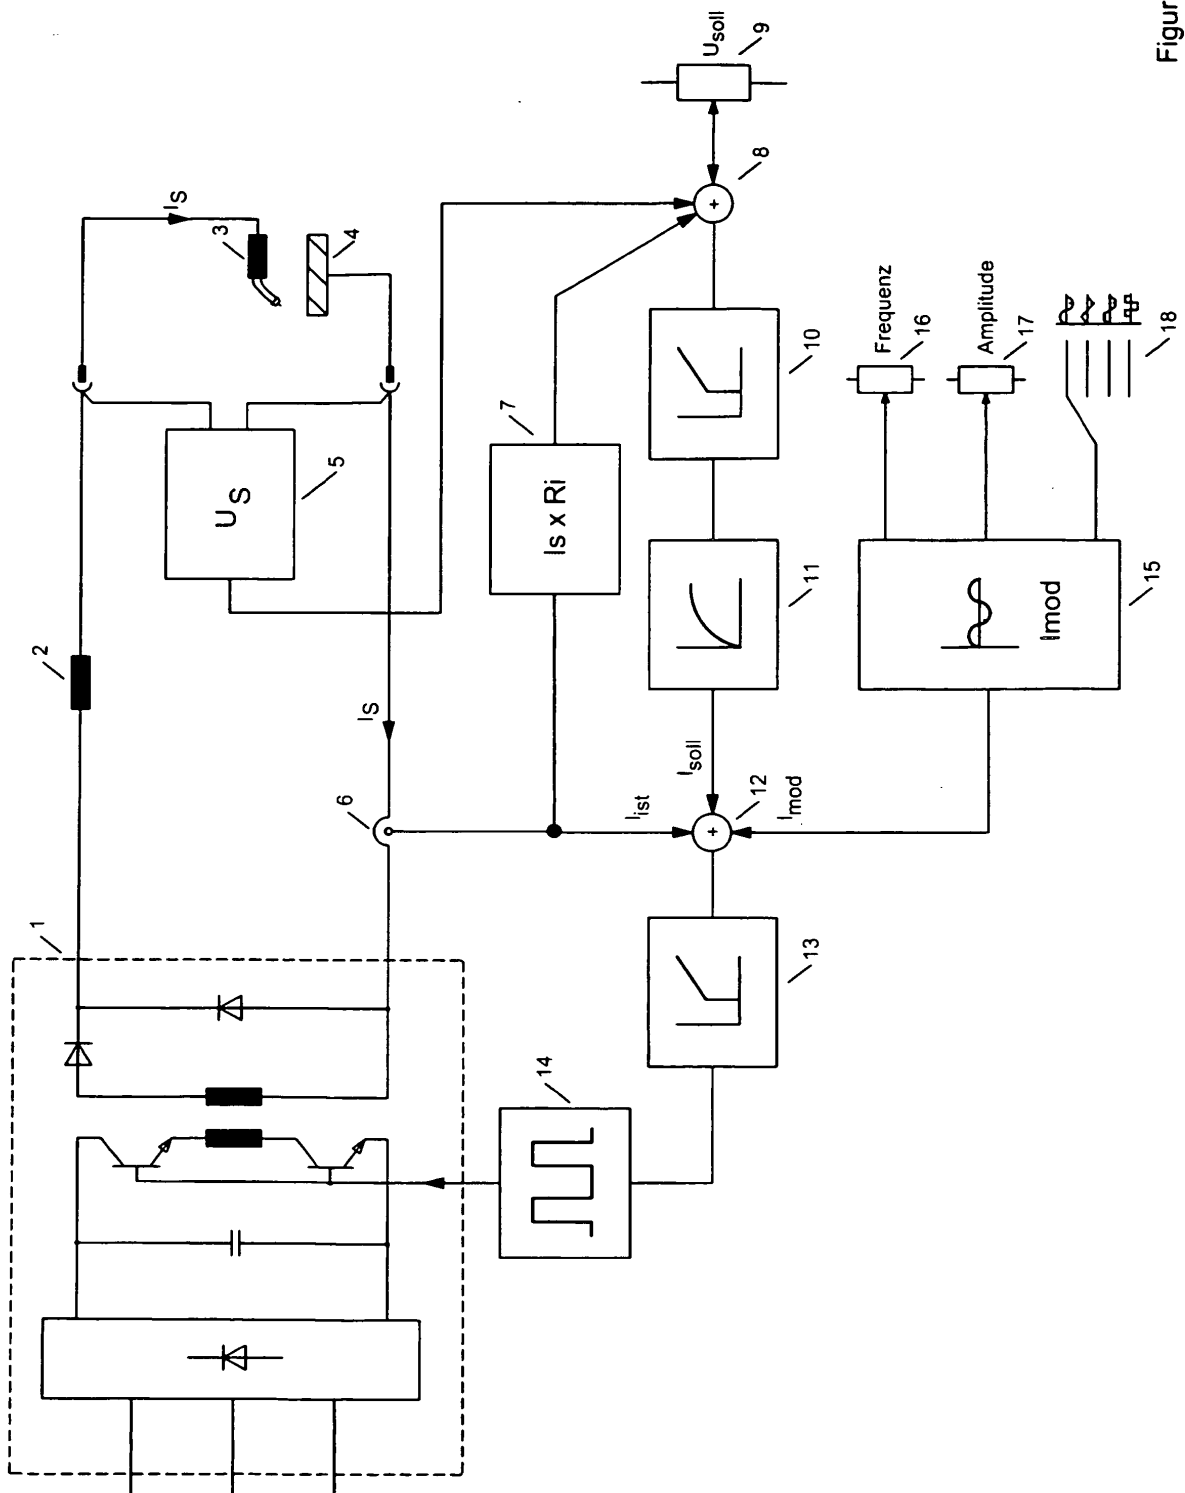 1
2
I_S
3
4
U_S
5
6
I_S
7
Is x Ri
8
U_soll
9
10
11
I_soll
I_ist
12
I_mod
13
14
Imod
15
Frequenz
16
Amplitude
17
18
+
+
Figur